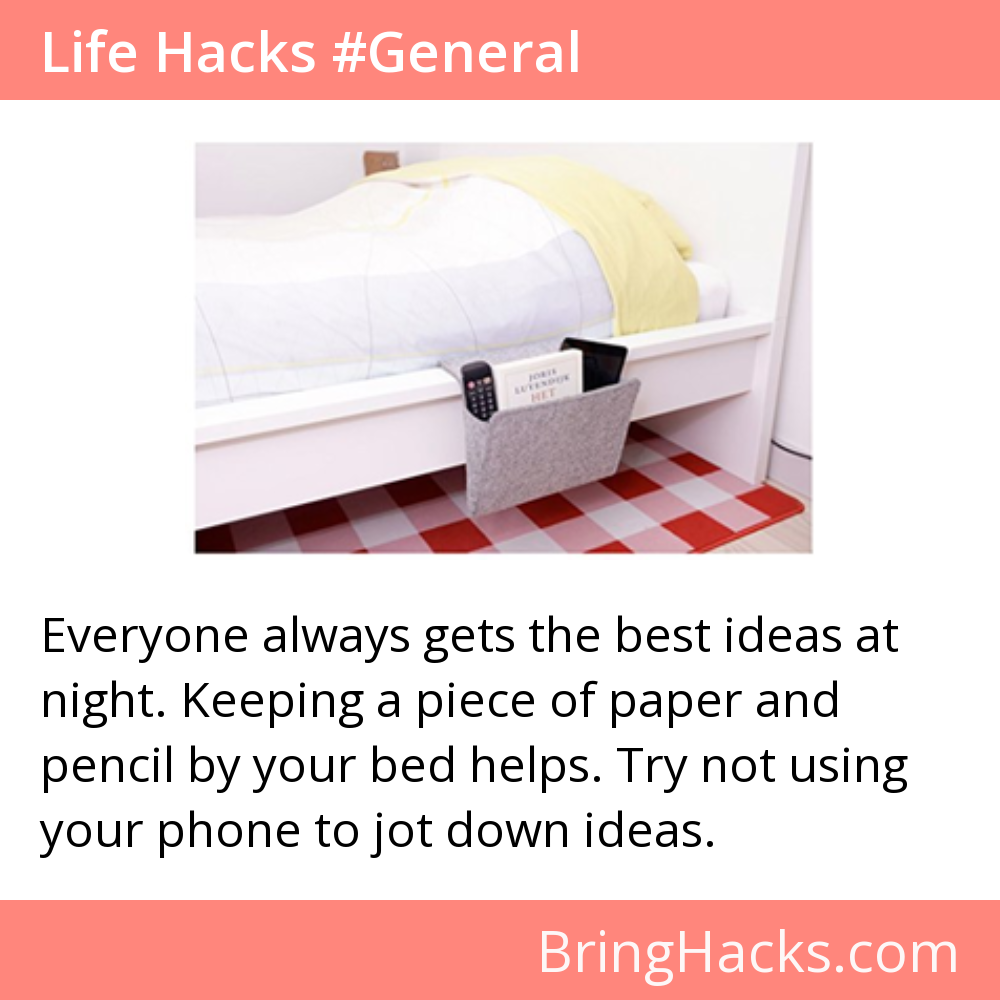 Life Hacks #General
JORIS
LUYENDIJK
HET
Everyone always gets the best ideas at
night. Keeping a piece of paper and
pencil by your bed helps. Try not using
your phone to jot down ideas.
BringHacks.com